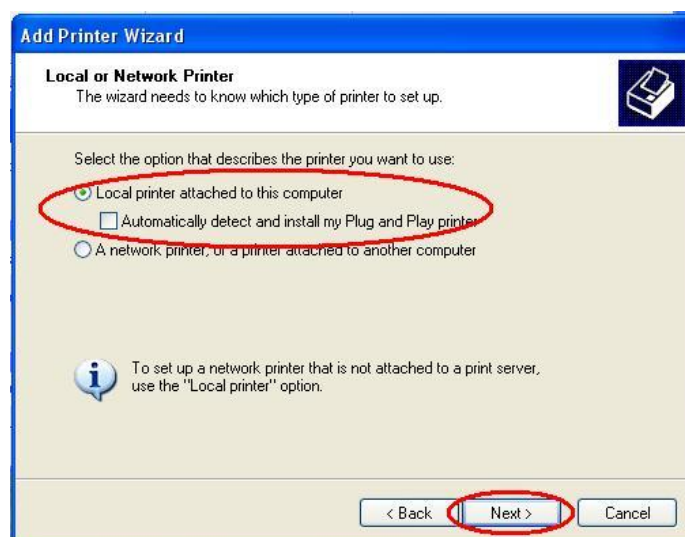 Add Printer Wizard
Local or Network Printer
The wizard needs to know which type of printer to set up.
Select the option that describes the printer you want to use:
Local printer attached to this computer
Automatically detect and install my Plug and Play printer
A network printer, or a printer attached to another computer
To set up a network printer that is not attached to a print server,
use the "Local printer" option.
< Back
Next >
Cancel